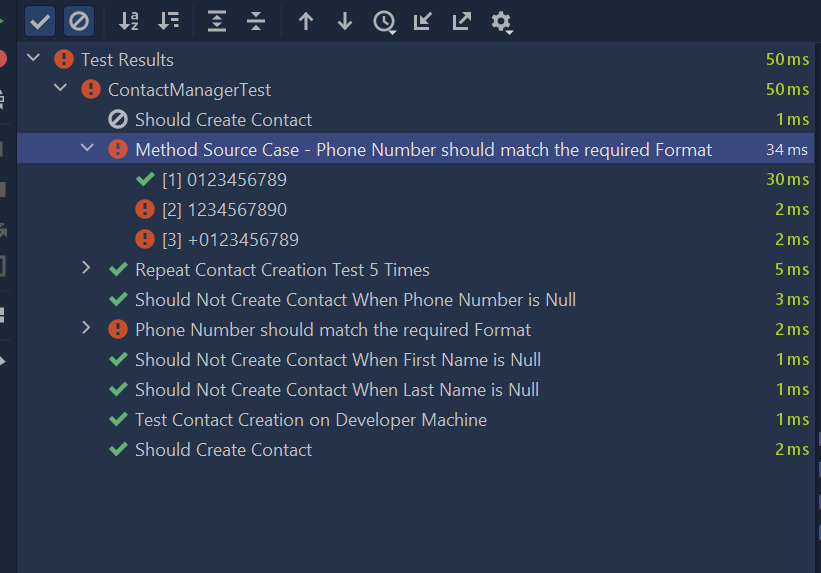 Test Results 50 ms
ContactManagerTest 50 ms
Should Create Contact 1 ms
Method Source Case - Phone Number should match the required Format 34 ms
[1] 0123456789 30 ms
[2] 1234567890 2 ms
[3] +0123456789 2 ms
Repeat Contact Creation Test 5 Times 5 ms
Should Not Create Contact When Phone Number is Null 3 ms
Phone Number should match the required Format 2 ms
Should Not Create Contact When First Name is Null 1 ms
Should Not Create Contact When Last Name is Null 1 ms
Test Contact Creation on Developer Machine 1 ms
Should Create Contact 2 ms